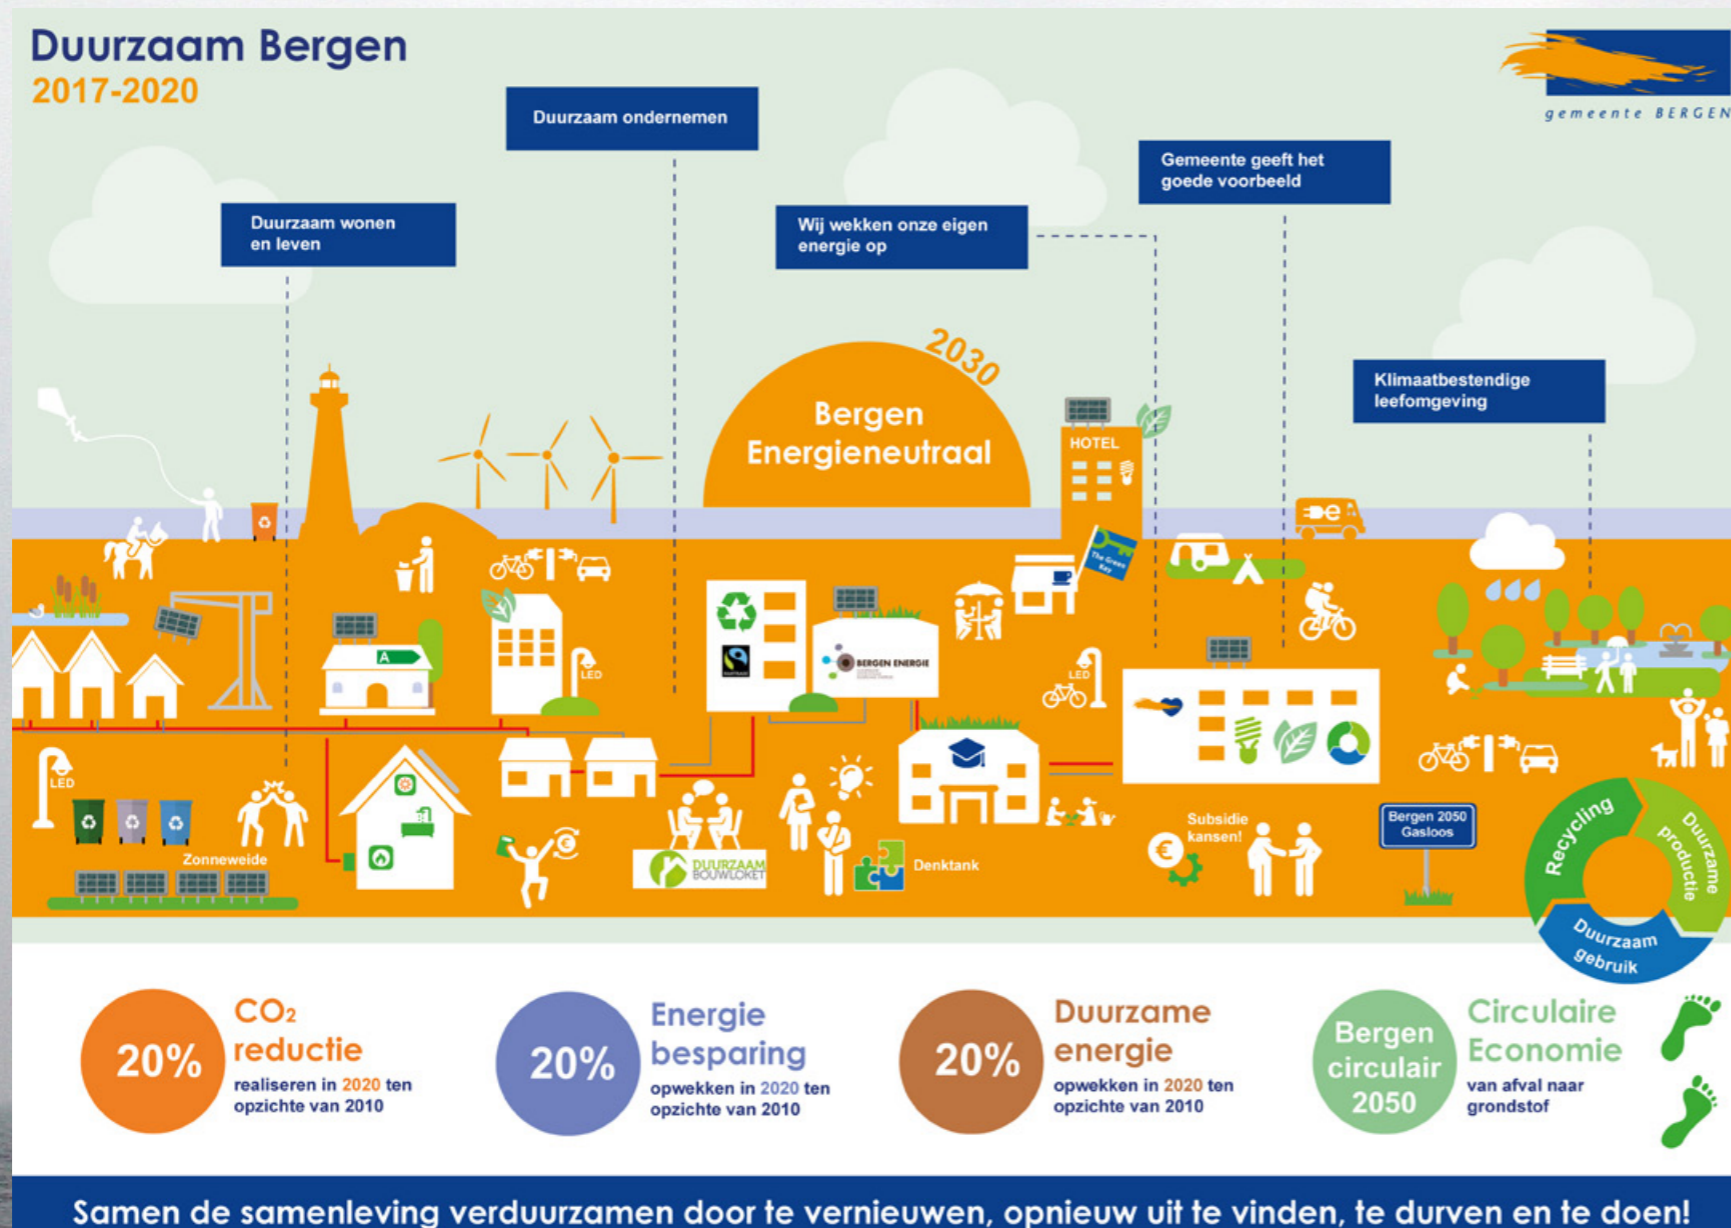 Duurzaam Bergen
2017-2020
gemeente BERGEN
Duurzaam ondernemen
Gemeente geeft het
goede voorbeeld
Duurzaam wonen
en leven
Wij wekken onze eigen
energie op
Klimaatbestendige
leefomgeving
2030
Bergen
Energieneutraal
HOTEL
e
The Green
Key
A
LED
FAIRTRADE
BERGEN ENERGIE
LED
LED
Zonneweide
DUURZAAM
BOUWLOKET
Denktank
Subsidie
kansen!
€
€
Bergen 2050
Gasloos
Recycling
Duurzame
productie
Duurzaam
gebruik
20%
CO₂
reductie
realiseren in 2020 ten
opzichte van 2010
20%
Energie
besparing
opwekken in 2020 ten
opzichte van 2010
20%
Duurzame
energie
opwekken in 2020 ten
opzichte van 2010
Bergen
circulair
2050
Circulaire
Economie
van afval naar
grondstof
Samen de samenleving verduurzamen door te vernieuwen, opnieuw uit te vinden, te durven en te doen!